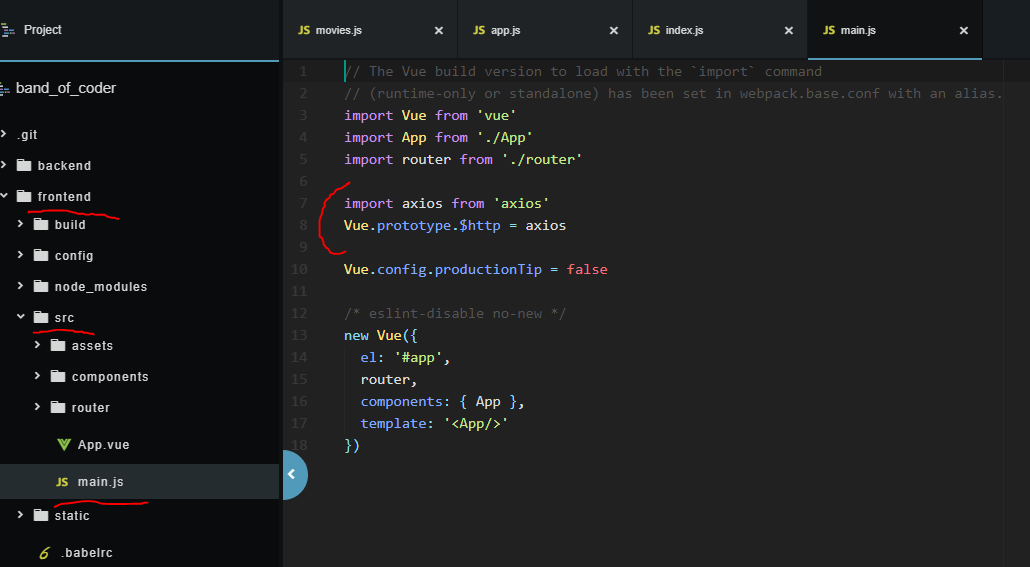 Project
band_of_coder
.git
backend
frontend
build
config
node_modules
src
assets
components
router
App.vue
JS main.js
static
6 .babelrc
JS movies.js ×
JS app.js ×
JS index.js ×
JS main.js ×
1 // The Vue build version to load with the `import` command
2 // (runtime-only or standalone) has been set in webpack.base.conf with an alias.
3 import Vue from 'vue'
4 import App from './App'
5 import router from './router'
6
7 import axios from 'axios'
8 Vue.prototype.$http = axios
9
10 Vue.config.productionTip = false
11
12 /* eslint-disable no-new */
13 new Vue({
14 el: '#app',
15 router,
16 components: { App },
17 template: '<App/>'
18 })